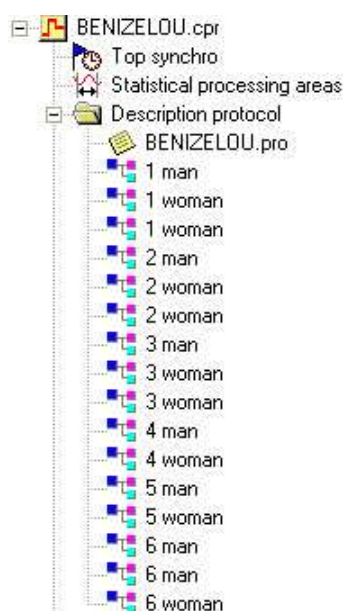 BENIZELOU.cpr
Top synchro
Statistical processing areas
Description protocol
BENIZELOU.pro
1 man
1 woman
1 woman
2 man
2 woman
2 woman
3 man
3 woman
3 woman
4 man
4 woman
5 man
5 woman
6 man
6 man
6 woman